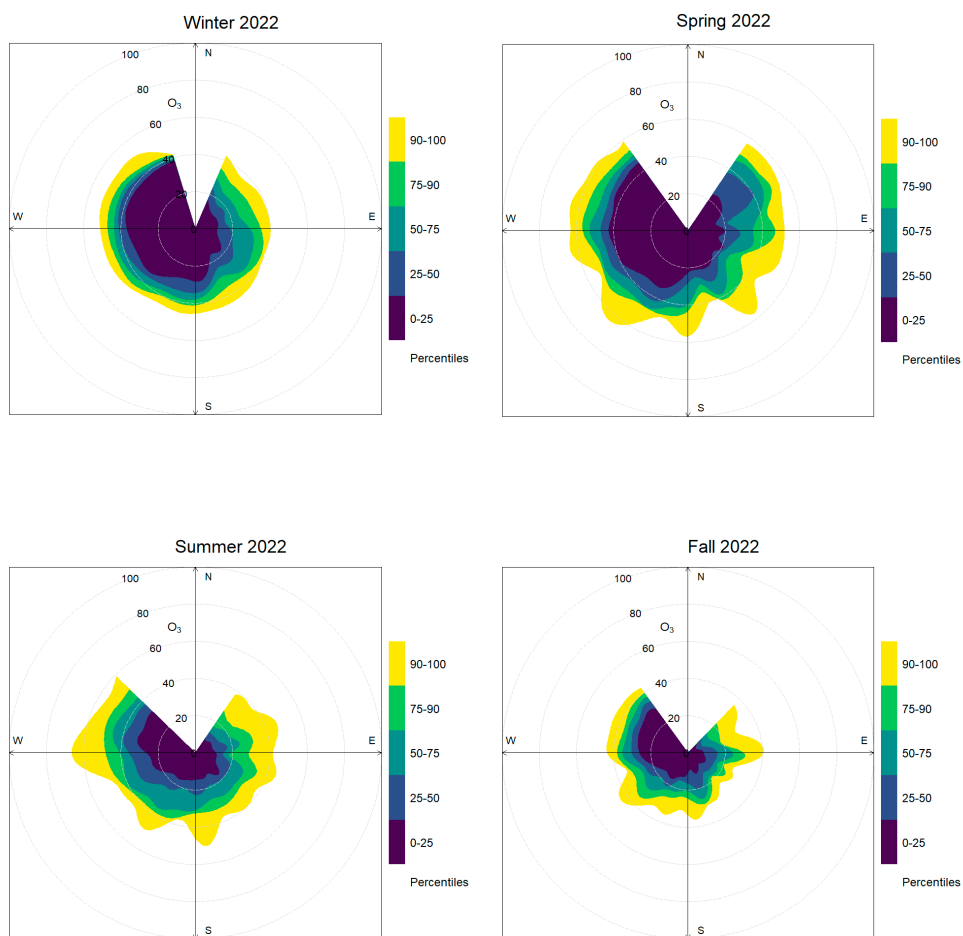 Winter 2022
100
N
80
O₃
60
40
20
0
W
E
S
90-100
75-90
50-75
25-50
0-25
Percentiles
Spring 2022
100
N
80
O₃
60
40
20
0
W
E
S
90-100
75-90
50-75
25-50
0-25
Percentiles
Summer 2022
100
N
80
O₃
60
40
20
0
W
E
S
90-100
75-90
50-75
25-50
0-25
Percentiles
Fall 2022
100
N
80
O₃
60
40
20
0
W
E
S
90-100
75-90
50-75
25-50
0-25
Percentiles